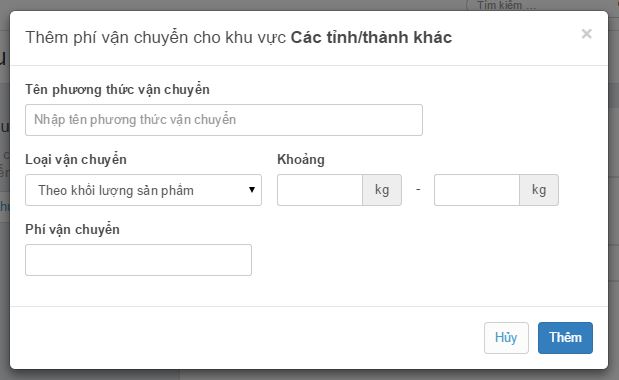 Tìm kiếm ...
Thêm phí vận chuyển cho khu vực Các tỉnh/thành khác ×
Tên phương thức vận chuyển
Nhập tên phương thức vận chuyển
Loại vận chuyển Khoảng
Theo khối lượng sản phẩm kg - kg
Phí vận chuyển
Hủy Thêm